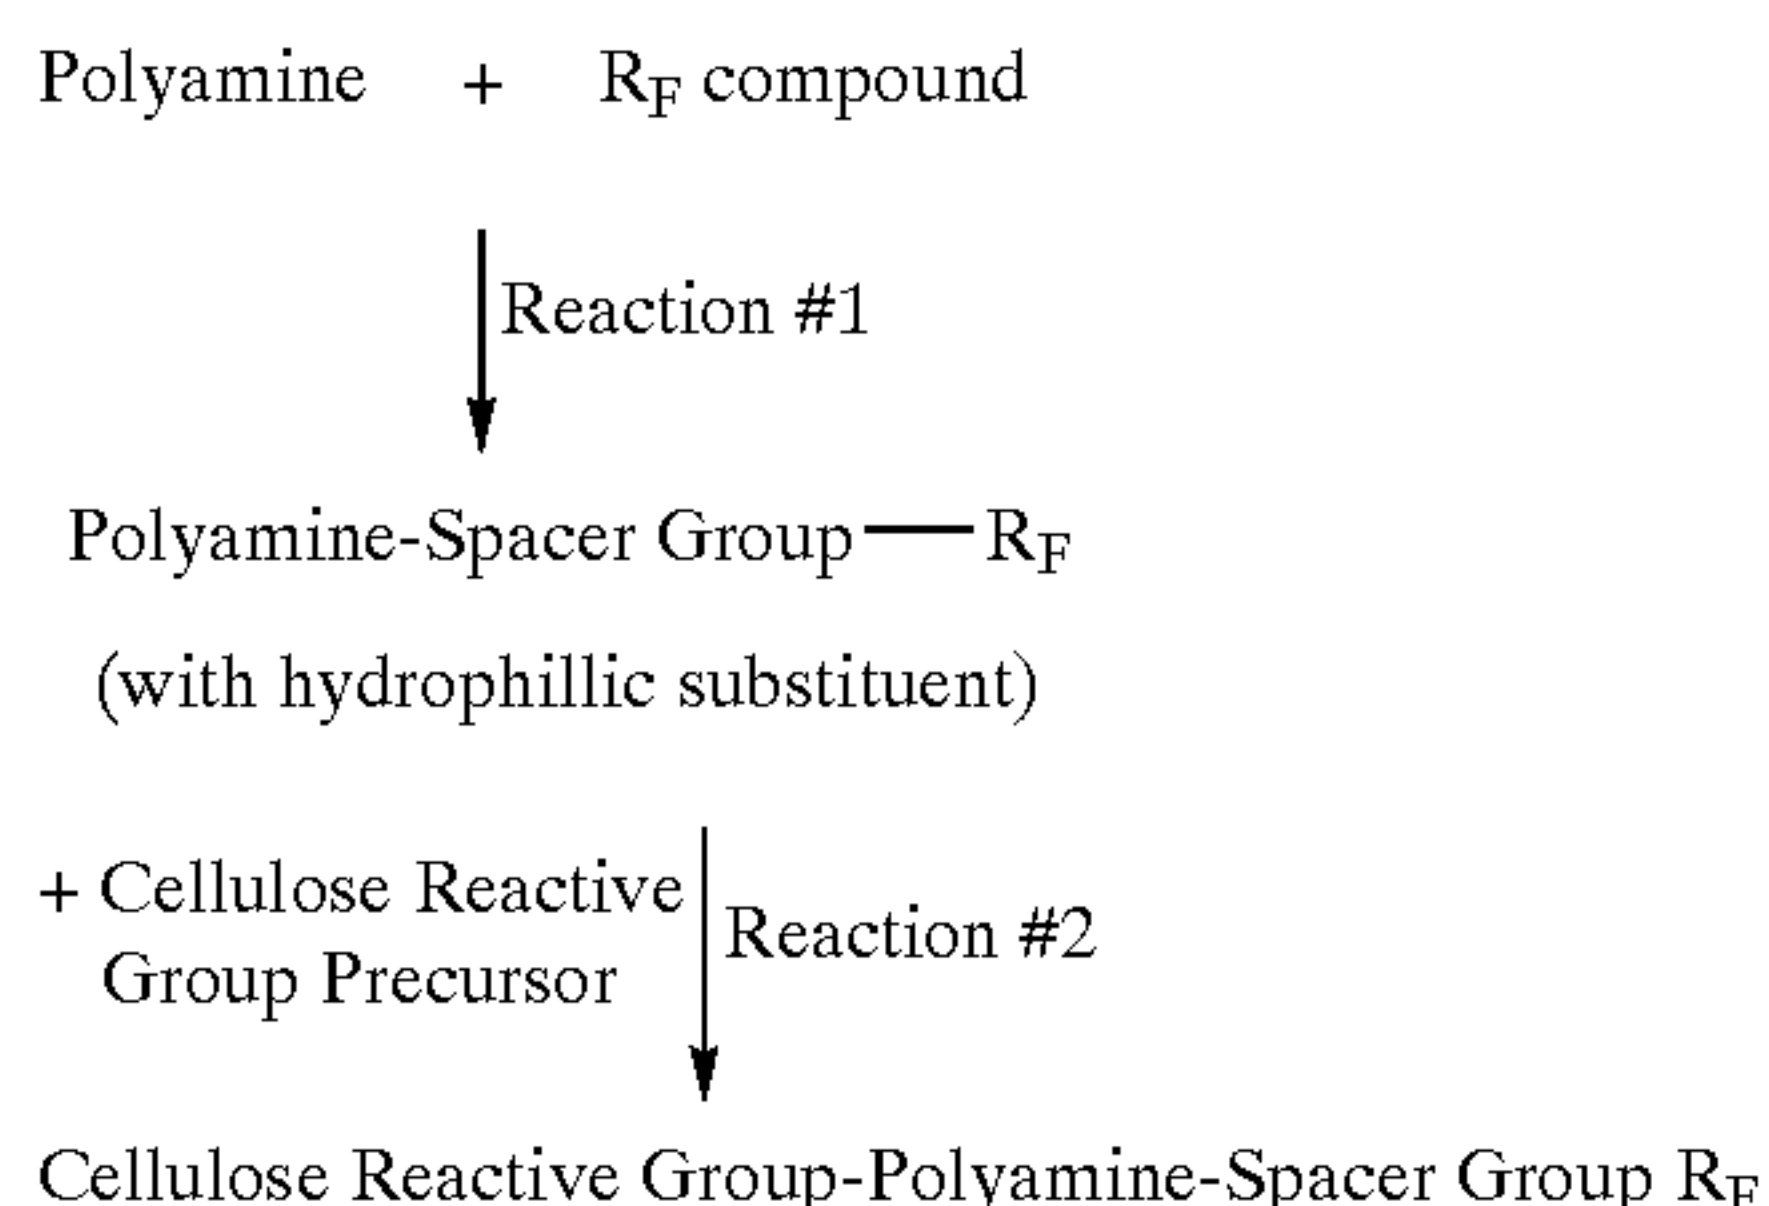 Polyamine + RF compound
Reaction #1
Polyamine-Spacer Group—RF
(with hydrophillic substituent)
+ Cellulose Reactive
Group Precursor
Reaction #2
Cellulose Reactive Group-Polyamine-Spacer Group RF